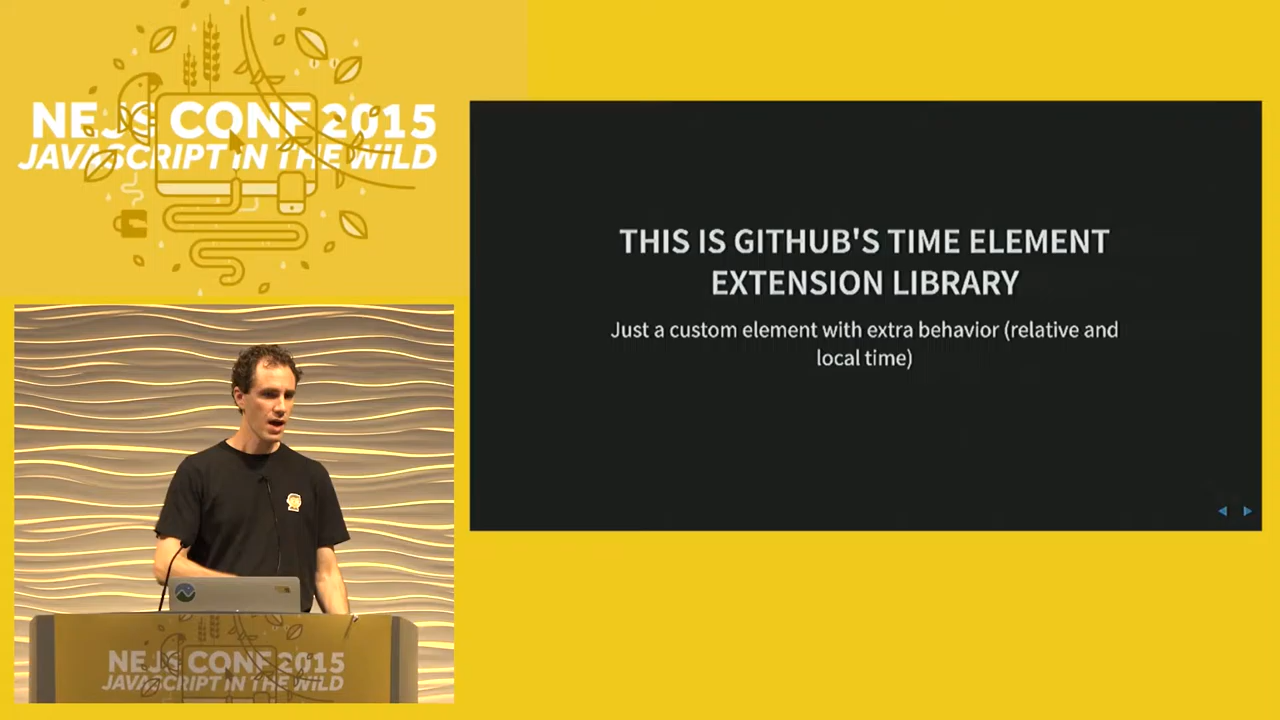 NEJS CONF 2015
JAVASCRIPT IN THE WILD
THIS IS GITHUB'S TIME ELEMENT
EXTENSION LIBRARY
Just a custom element with extra behavior (relative and
local time)
NEJS CONF 2015
JAVASCRIPT IN THE WILD